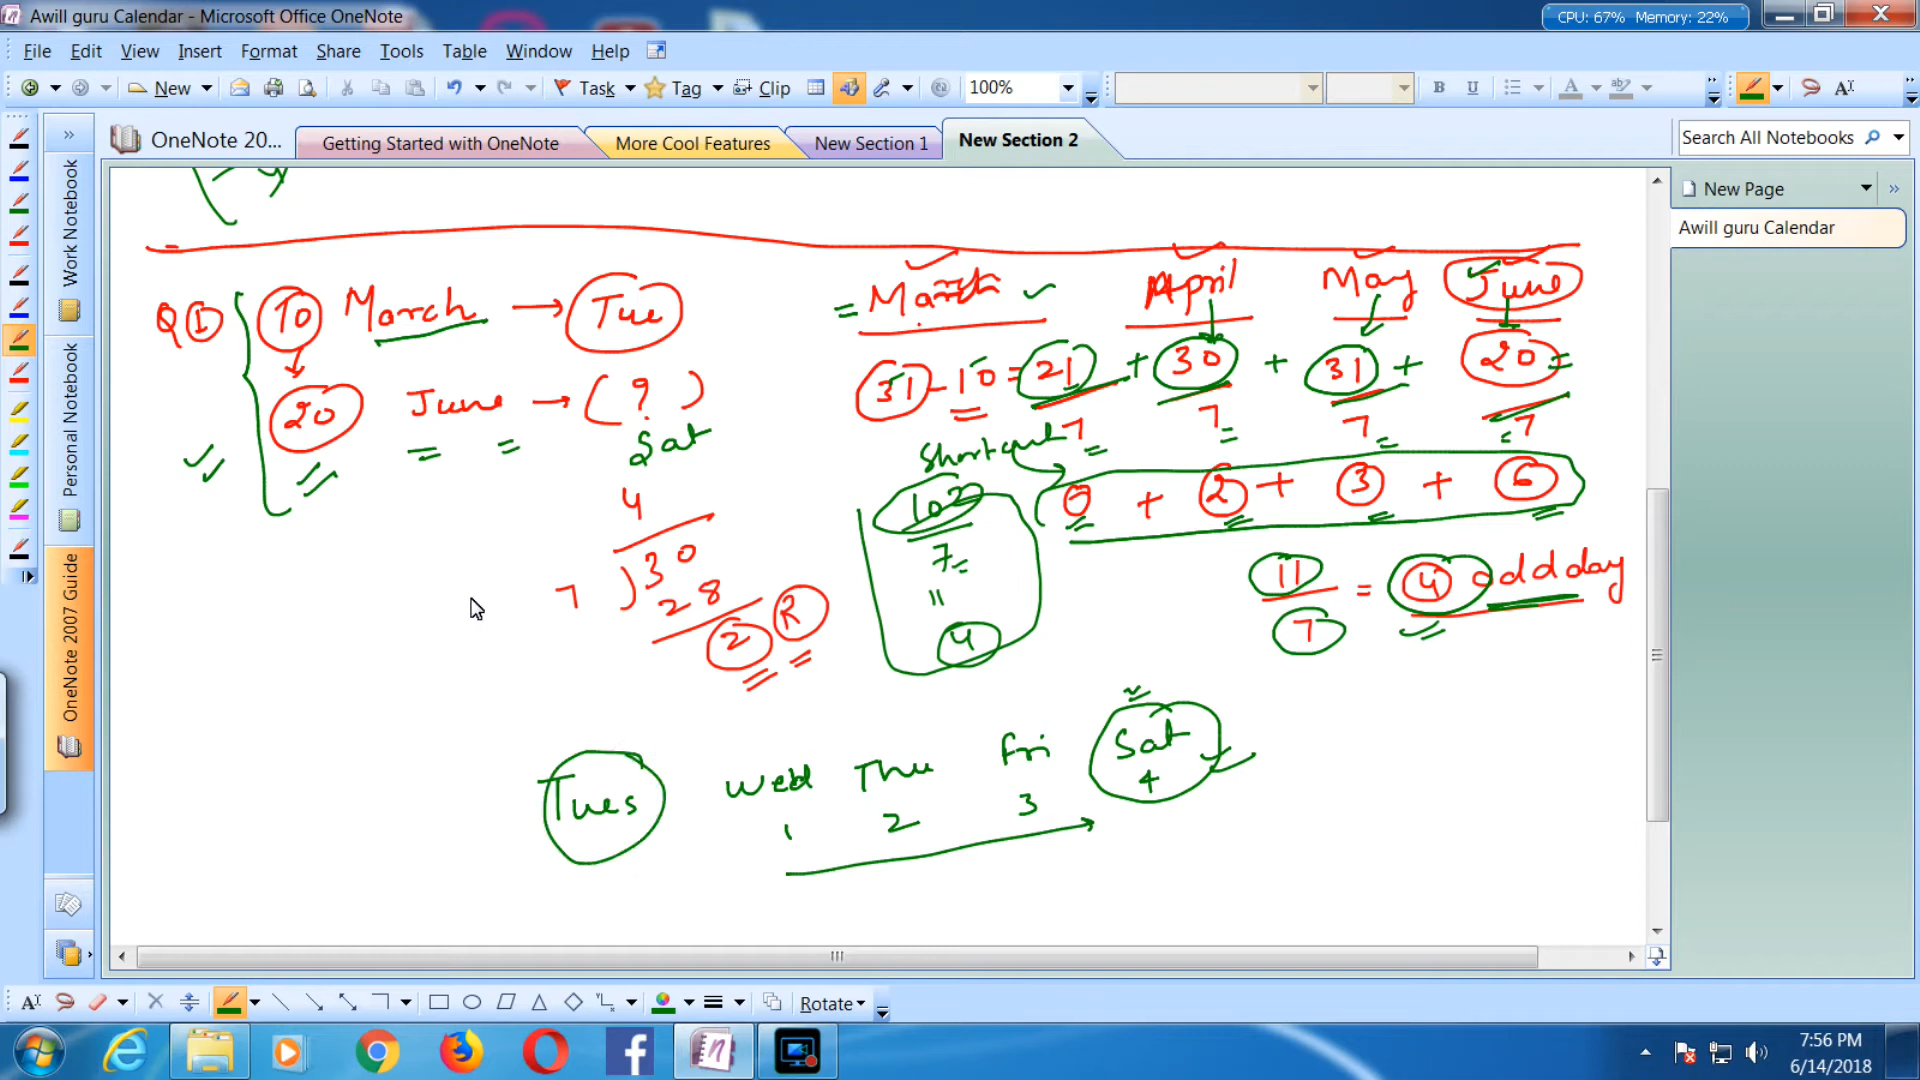 Awill guru Calendar - Microsoft Office OneNote
CPU: 67% Memory: 22%
File Edit View Insert Format Share Tools Table Window Help
New Task Tag Clip 100%
OneNote 20... Getting Started with OneNote More Cool Features New Section 1 New Section 2
Search All Notebooks
New Page
Awill guru Calendar
Work Notebook
Personal Notebook
OneNote 2007 Guide
Q ① 10 March → Tue
20 June → ( ? )
Sat
= March April May June
31 - 10 = 21 + 30 + 31 + 20 =
7 7 7 7
Shortcut
0 + 2 + 3 + 6
102
7
"
4
4
7 ) 30
28
2 R
11 = 4 odd day
7
Tues Wed Thu Fri Sat
1 2 3 4
Rotate
7:56 PM
6/14/2018